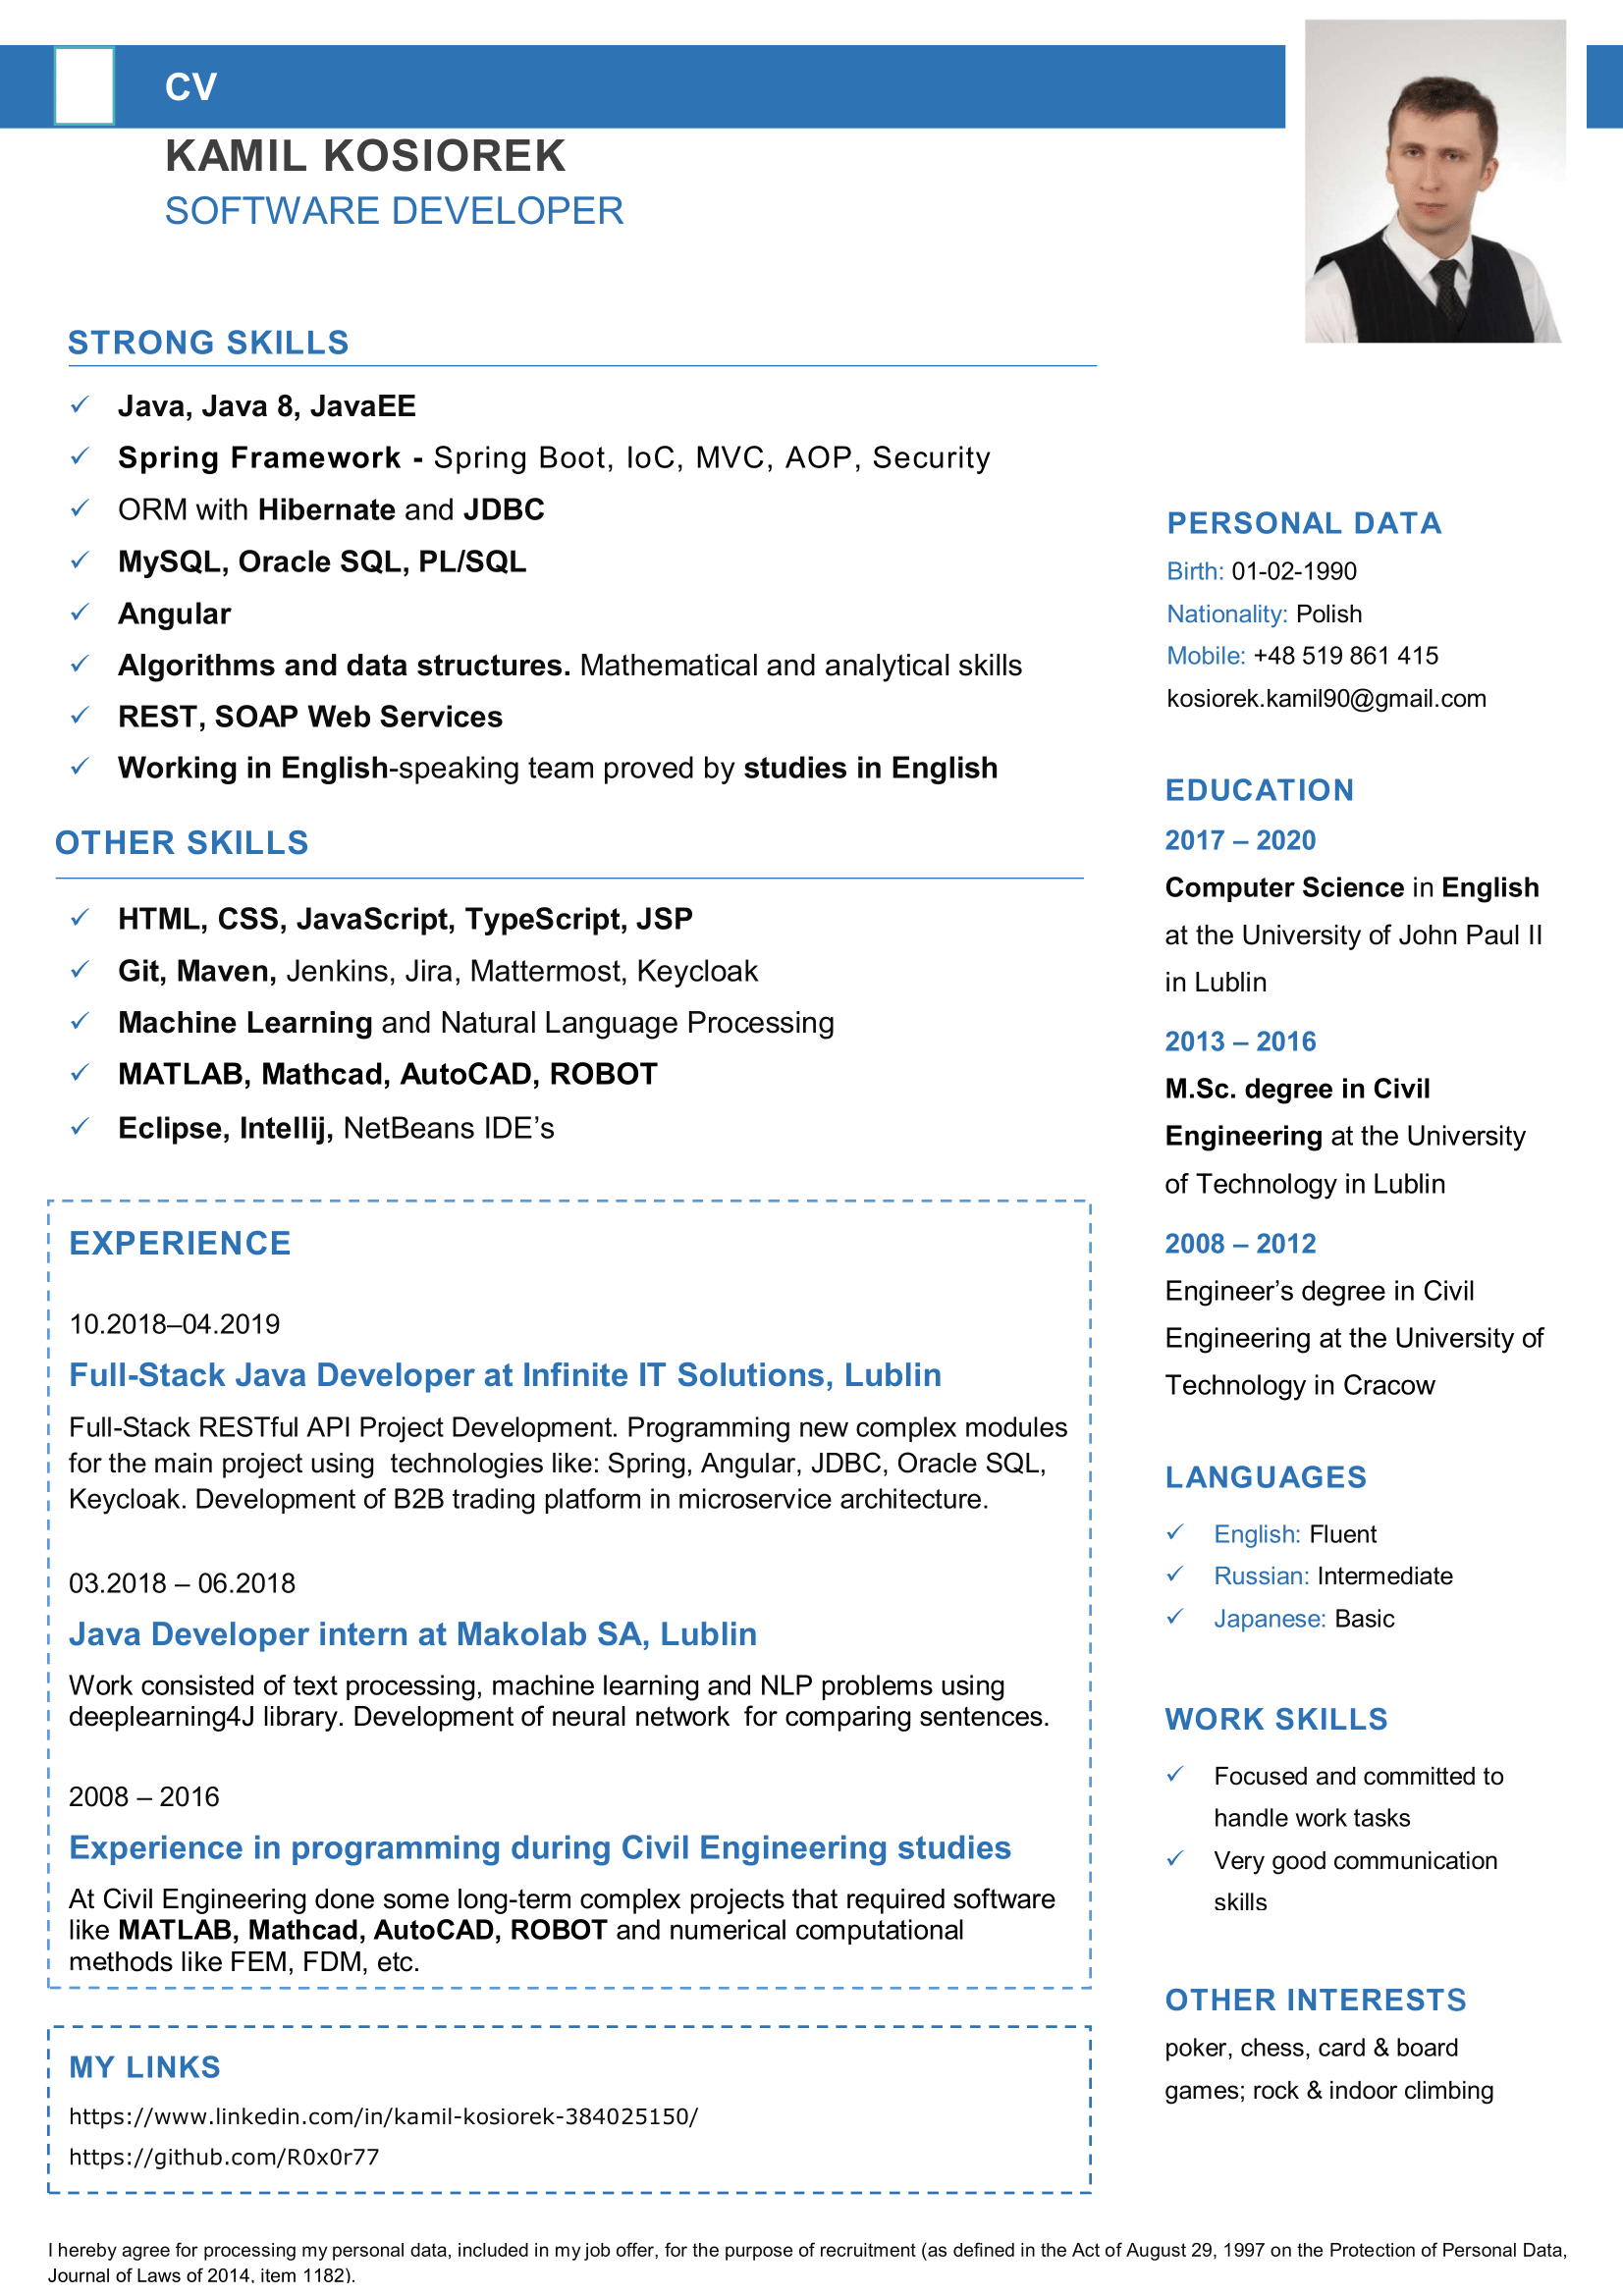 CV
KAMIL KOSIOREK
SOFTWARE DEVELOPER
STRONG SKILLS
✓ Java, Java 8, JavaEE
✓ Spring Framework - Spring Boot, IoC, MVC, AOP, Security
✓ ORM with Hibernate and JDBC
✓ MySQL, Oracle SQL, PL/SQL
✓ Angular
✓ Algorithms and data structures. Mathematical and analytical skills
✓ REST, SOAP Web Services
✓ Working in English-speaking team proved by studies in English
OTHER SKILLS
✓ HTML, CSS, JavaScript, TypeScript, JSP
✓ Git, Maven, Jenkins, Jira, Mattermost, Keycloak
✓ Machine Learning and Natural Language Processing
✓ MATLAB, Mathcad, AutoCAD, ROBOT
✓ Eclipse, Intellij, NetBeans IDE’s
EXPERIENCE
10.2018–04.2019
Full-Stack Java Developer at Infinite IT Solutions, Lublin
Full-Stack RESTful API Project Development. Programming new complex modules
for the main project using technologies like: Spring, Angular, JDBC, Oracle SQL,
Keycloak. Development of B2B trading platform in microservice architecture.
03.2018 – 06.2018
Java Developer intern at Makolab SA, Lublin
Work consisted of text processing, machine learning and NLP problems using
deeplearning4J library. Development of neural network for comparing sentences.
2008 – 2016
Experience in programming during Civil Engineering studies
At Civil Engineering done some long-term complex projects that required software
like MATLAB, Mathcad, AutoCAD, ROBOT and numerical computational
methods like FEM, FDM, etc.
MY LINKS
https://www.linkedin.com/in/kamil-kosiorek-384025150/
https://github.com/R0x0r77
PERSONAL DATA
Birth: 01-02-1990
Nationality: Polish
Mobile: +48 519 861 415
kosiorek.kamil90@gmail.com
EDUCATION
2017 – 2020
Computer Science in English
at the University of John Paul II
in Lublin
2013 – 2016
M.Sc. degree in Civil
Engineering at the University
of Technology in Lublin
2008 – 2012
Engineer’s degree in Civil
Engineering at the University of
Technology in Cracow
LANGUAGES
✓ English: Fluent
✓ Russian: Intermediate
✓ Japanese: Basic
WORK SKILLS
✓ Focused and committed to
handle work tasks
✓ Very good communication
skills
OTHER INTERESTS
poker, chess, card & board
games; rock & indoor climbing
I hereby agree for processing my personal data, included in my job offer, for the purpose of recruitment (as defined in the Act of August 29, 1997 on the Protection of Personal Data,
Journal of Laws of 2014, item 1182).